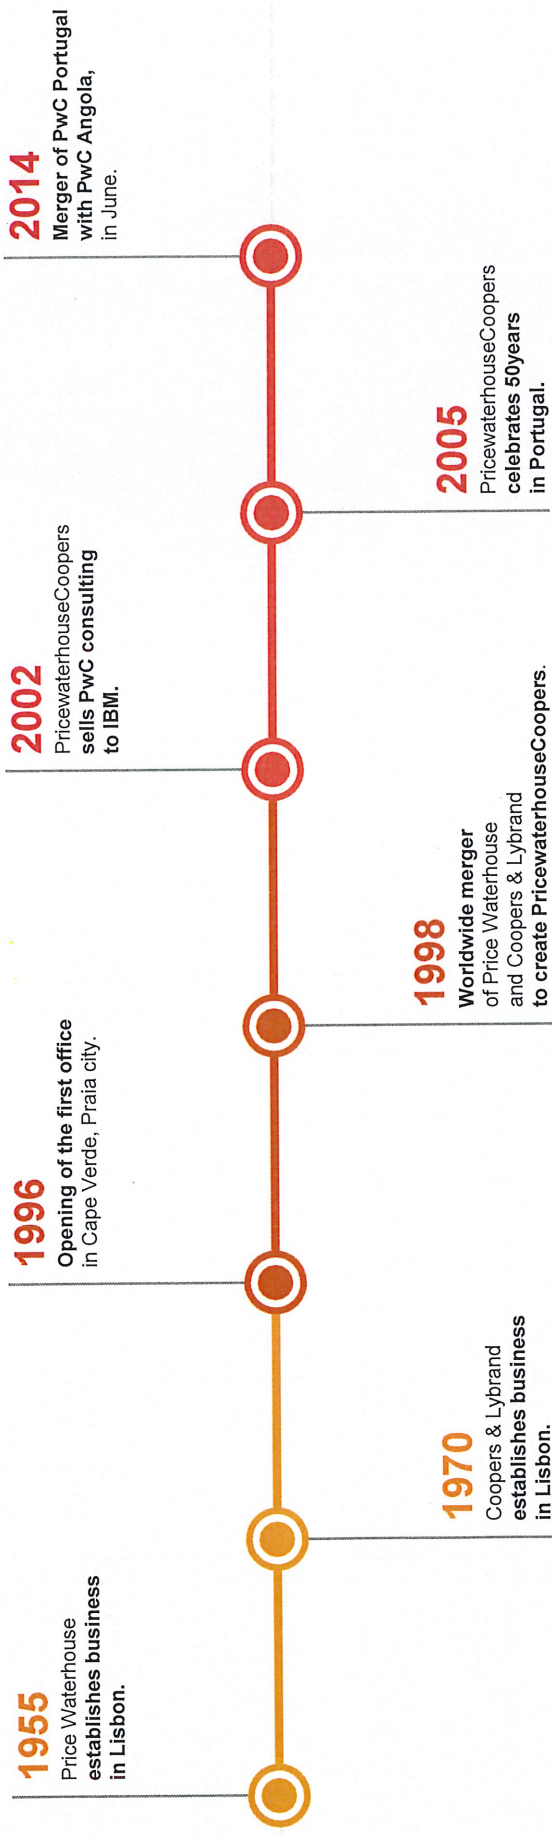 1955
Price Waterhouse
establishes business
in Lisbon.
1970
Coopers & Lybrand
establishes business
in Lisbon.
1996
Opening of the first office
in Cape Verde, Praia city.
1998
Worldwide merger
of Price Waterhouse
and Coopers & Lybrand
to create PricewaterhouseCoopers.
2002
PricewaterhouseCoopers
sells PwC consulting
to IBM.
2005
PricewaterhouseCoopers
celebrates 50years
in Portugal.
2014
Merger of PwC Portugal
with PwC Angola,
in June.